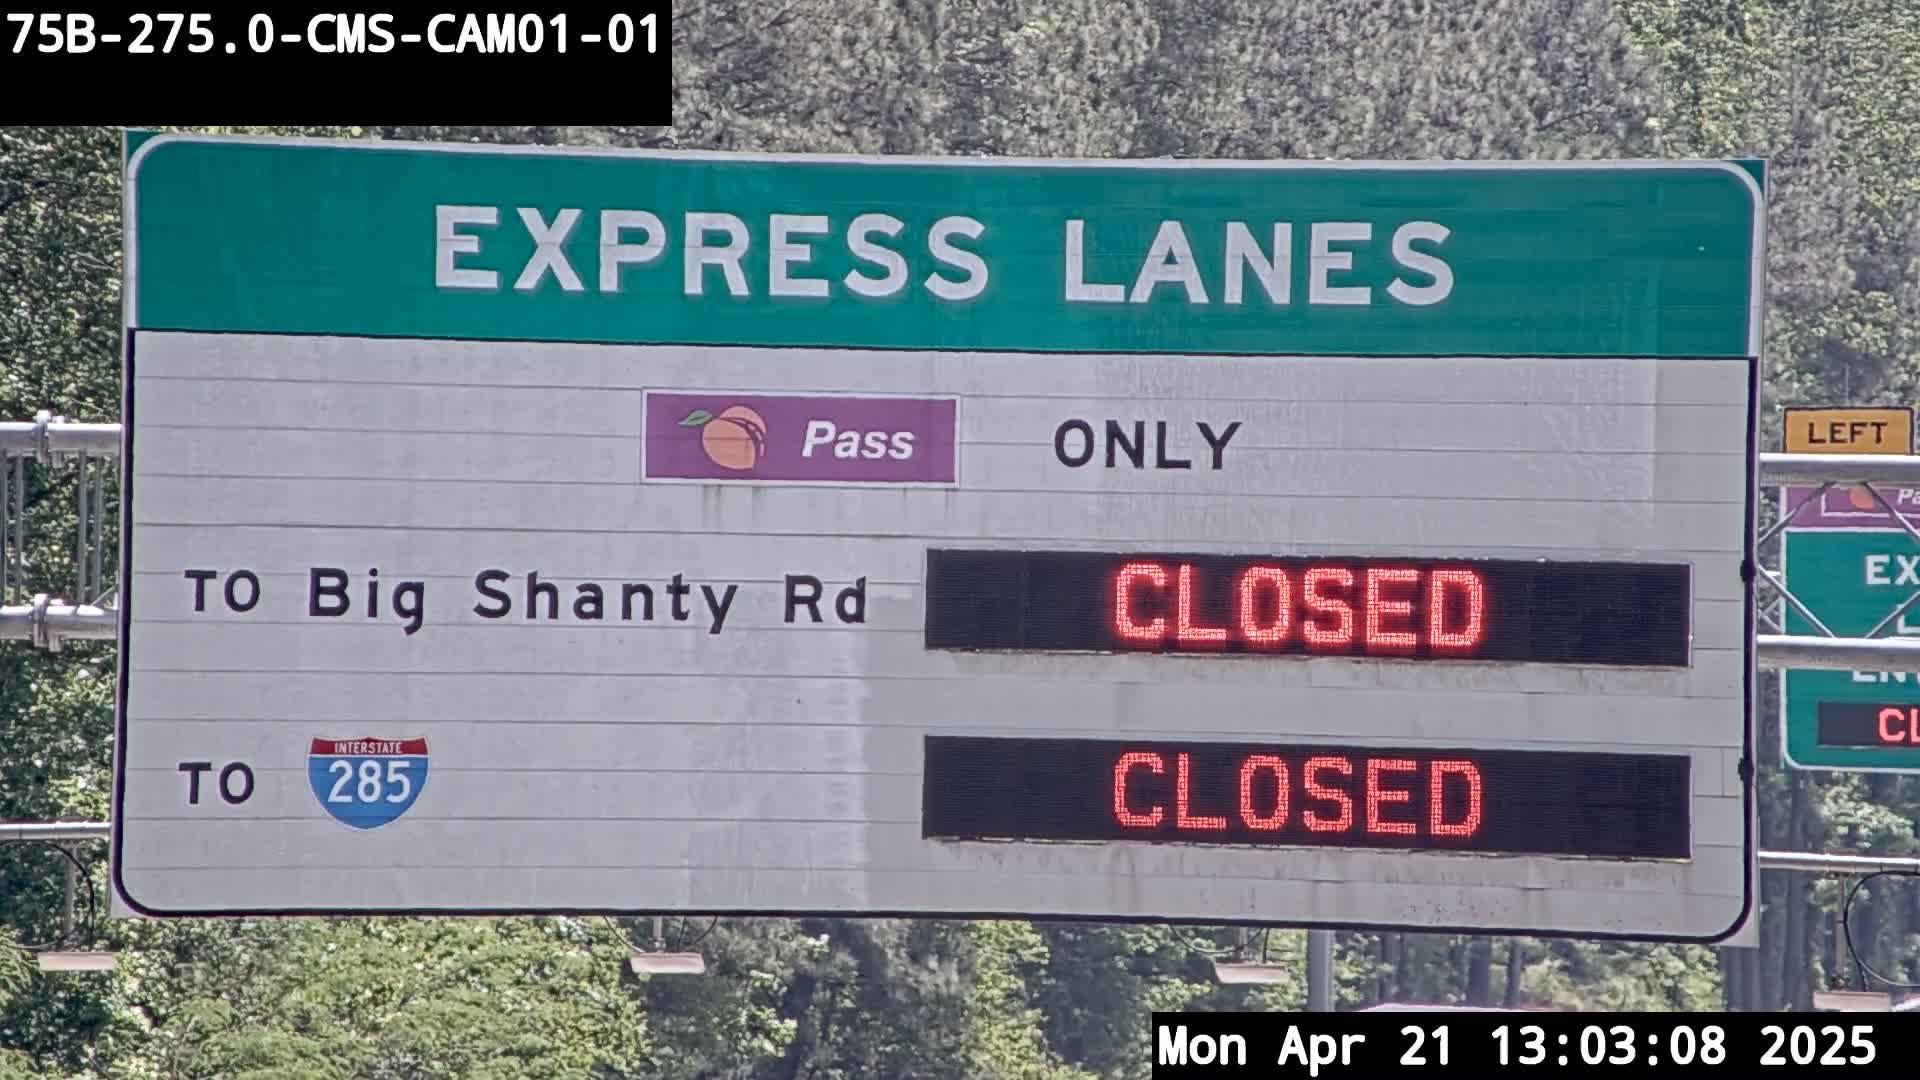 75B-275.0-CMS-CAM01-01
EXPRESS LANES
Pass ONLY
LEFT
TO Big Shanty Rd CLOSED
TO INTERSTATE 285 CLOSED
Mon Apr 21 13:03:08 2025